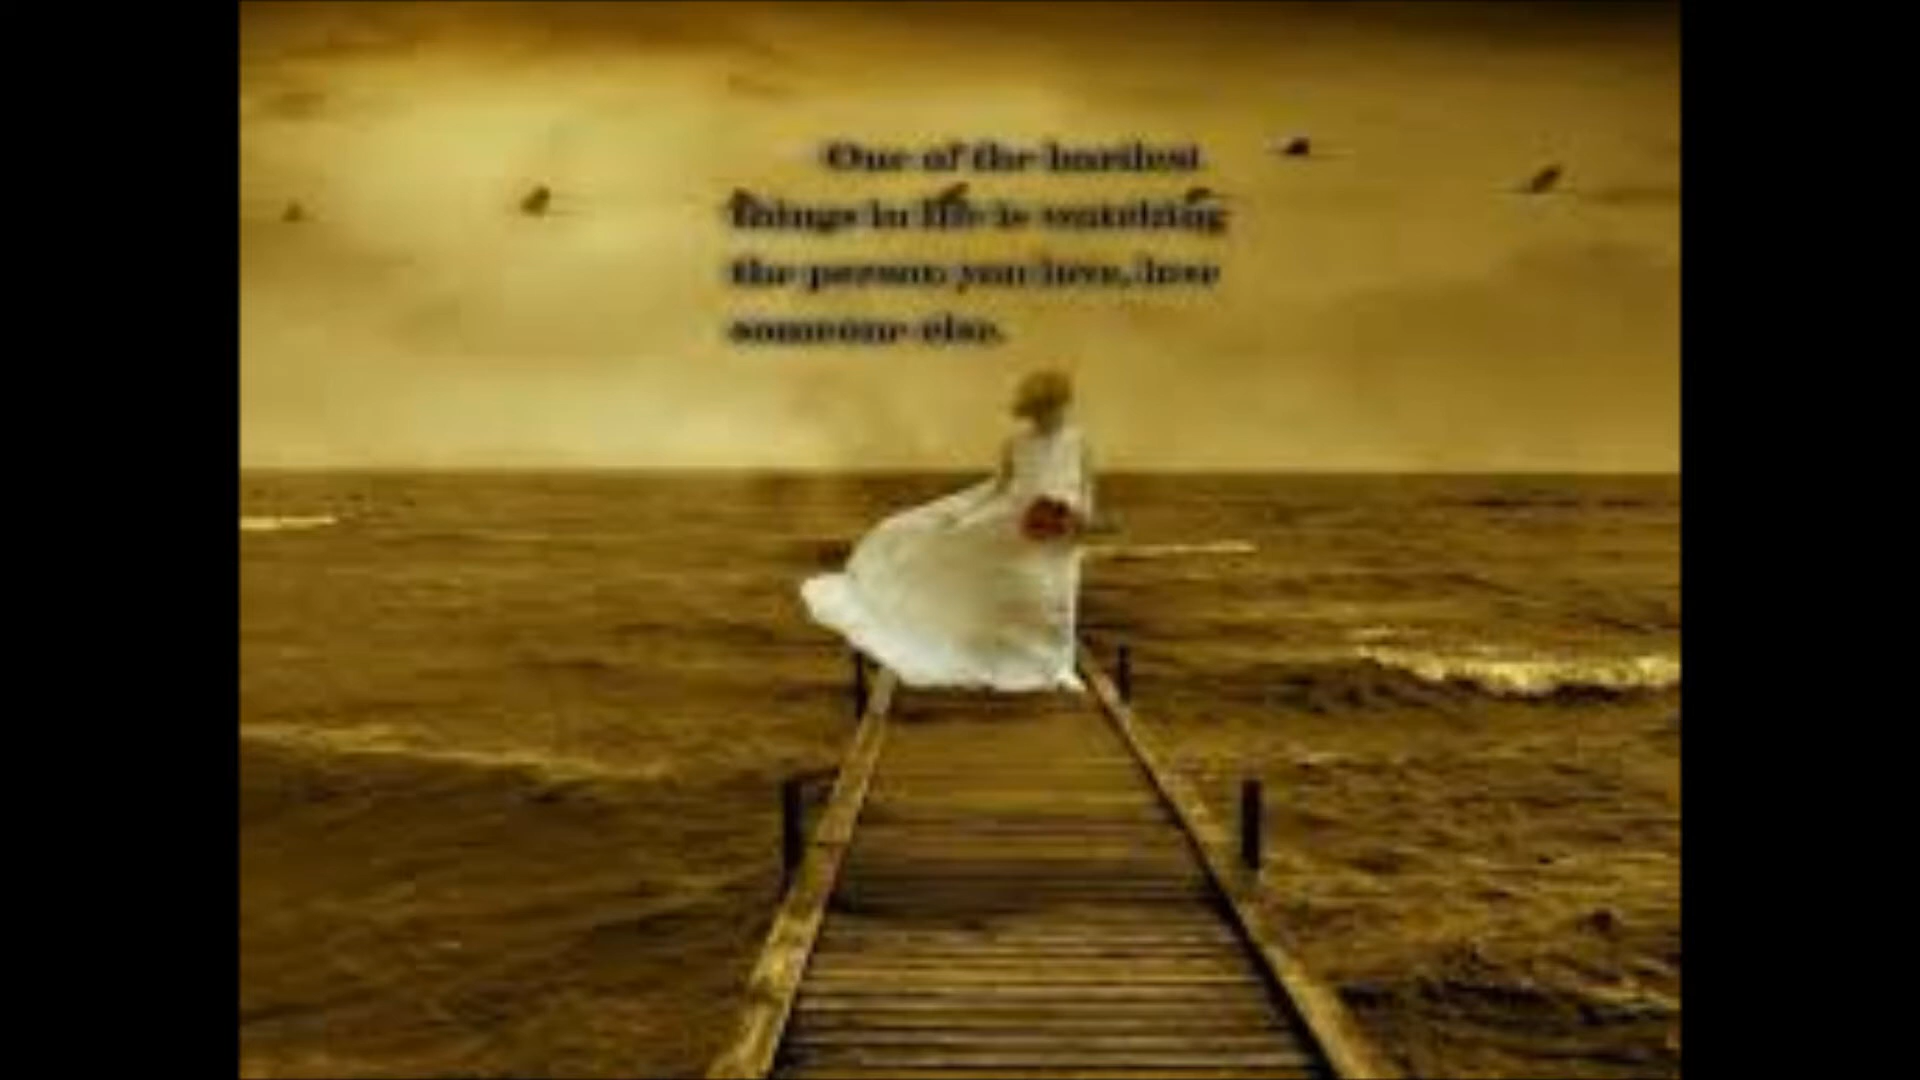 One of the hardest
things in life is watching
the person you love, love
someone else.